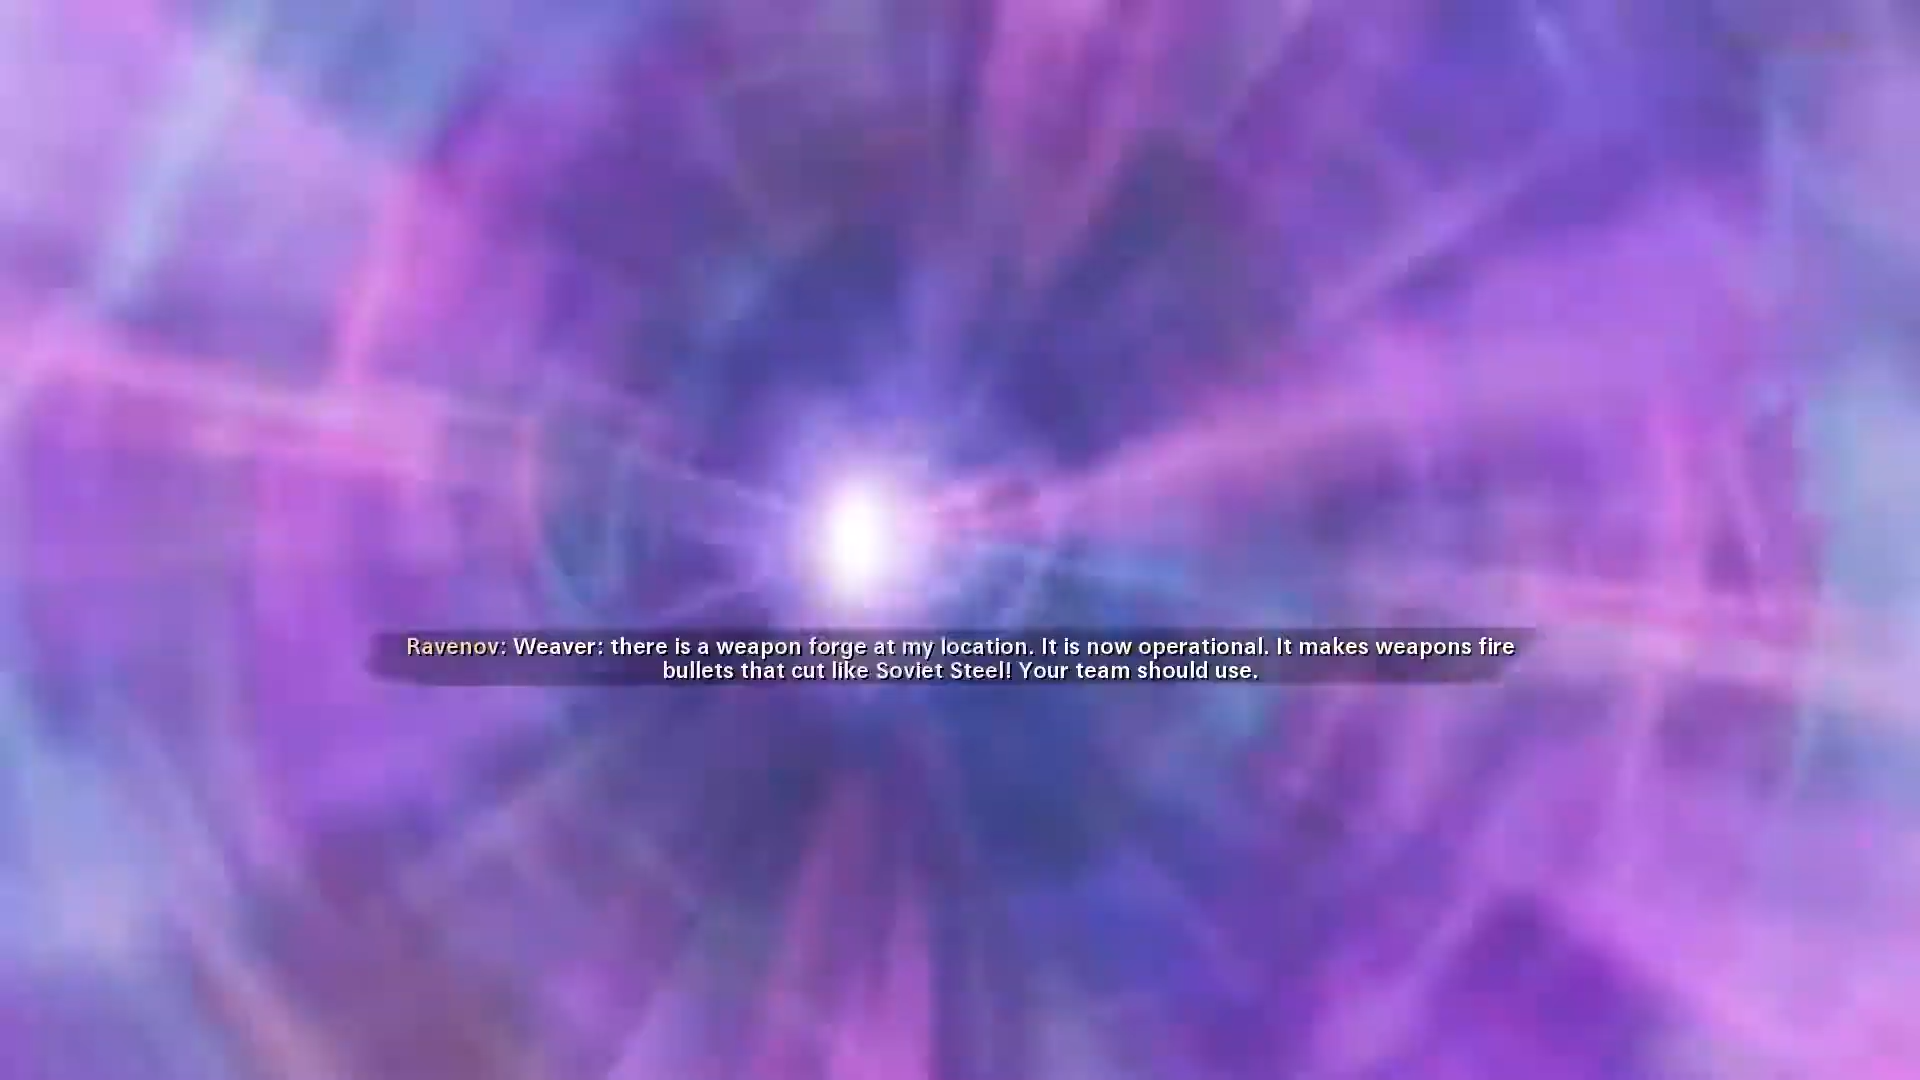 Ravenov: Weaver: there is a weapon forge at my location. It is now operational. It makes weapons fire
bullets that cut like Soviet Steel! Your team should use.